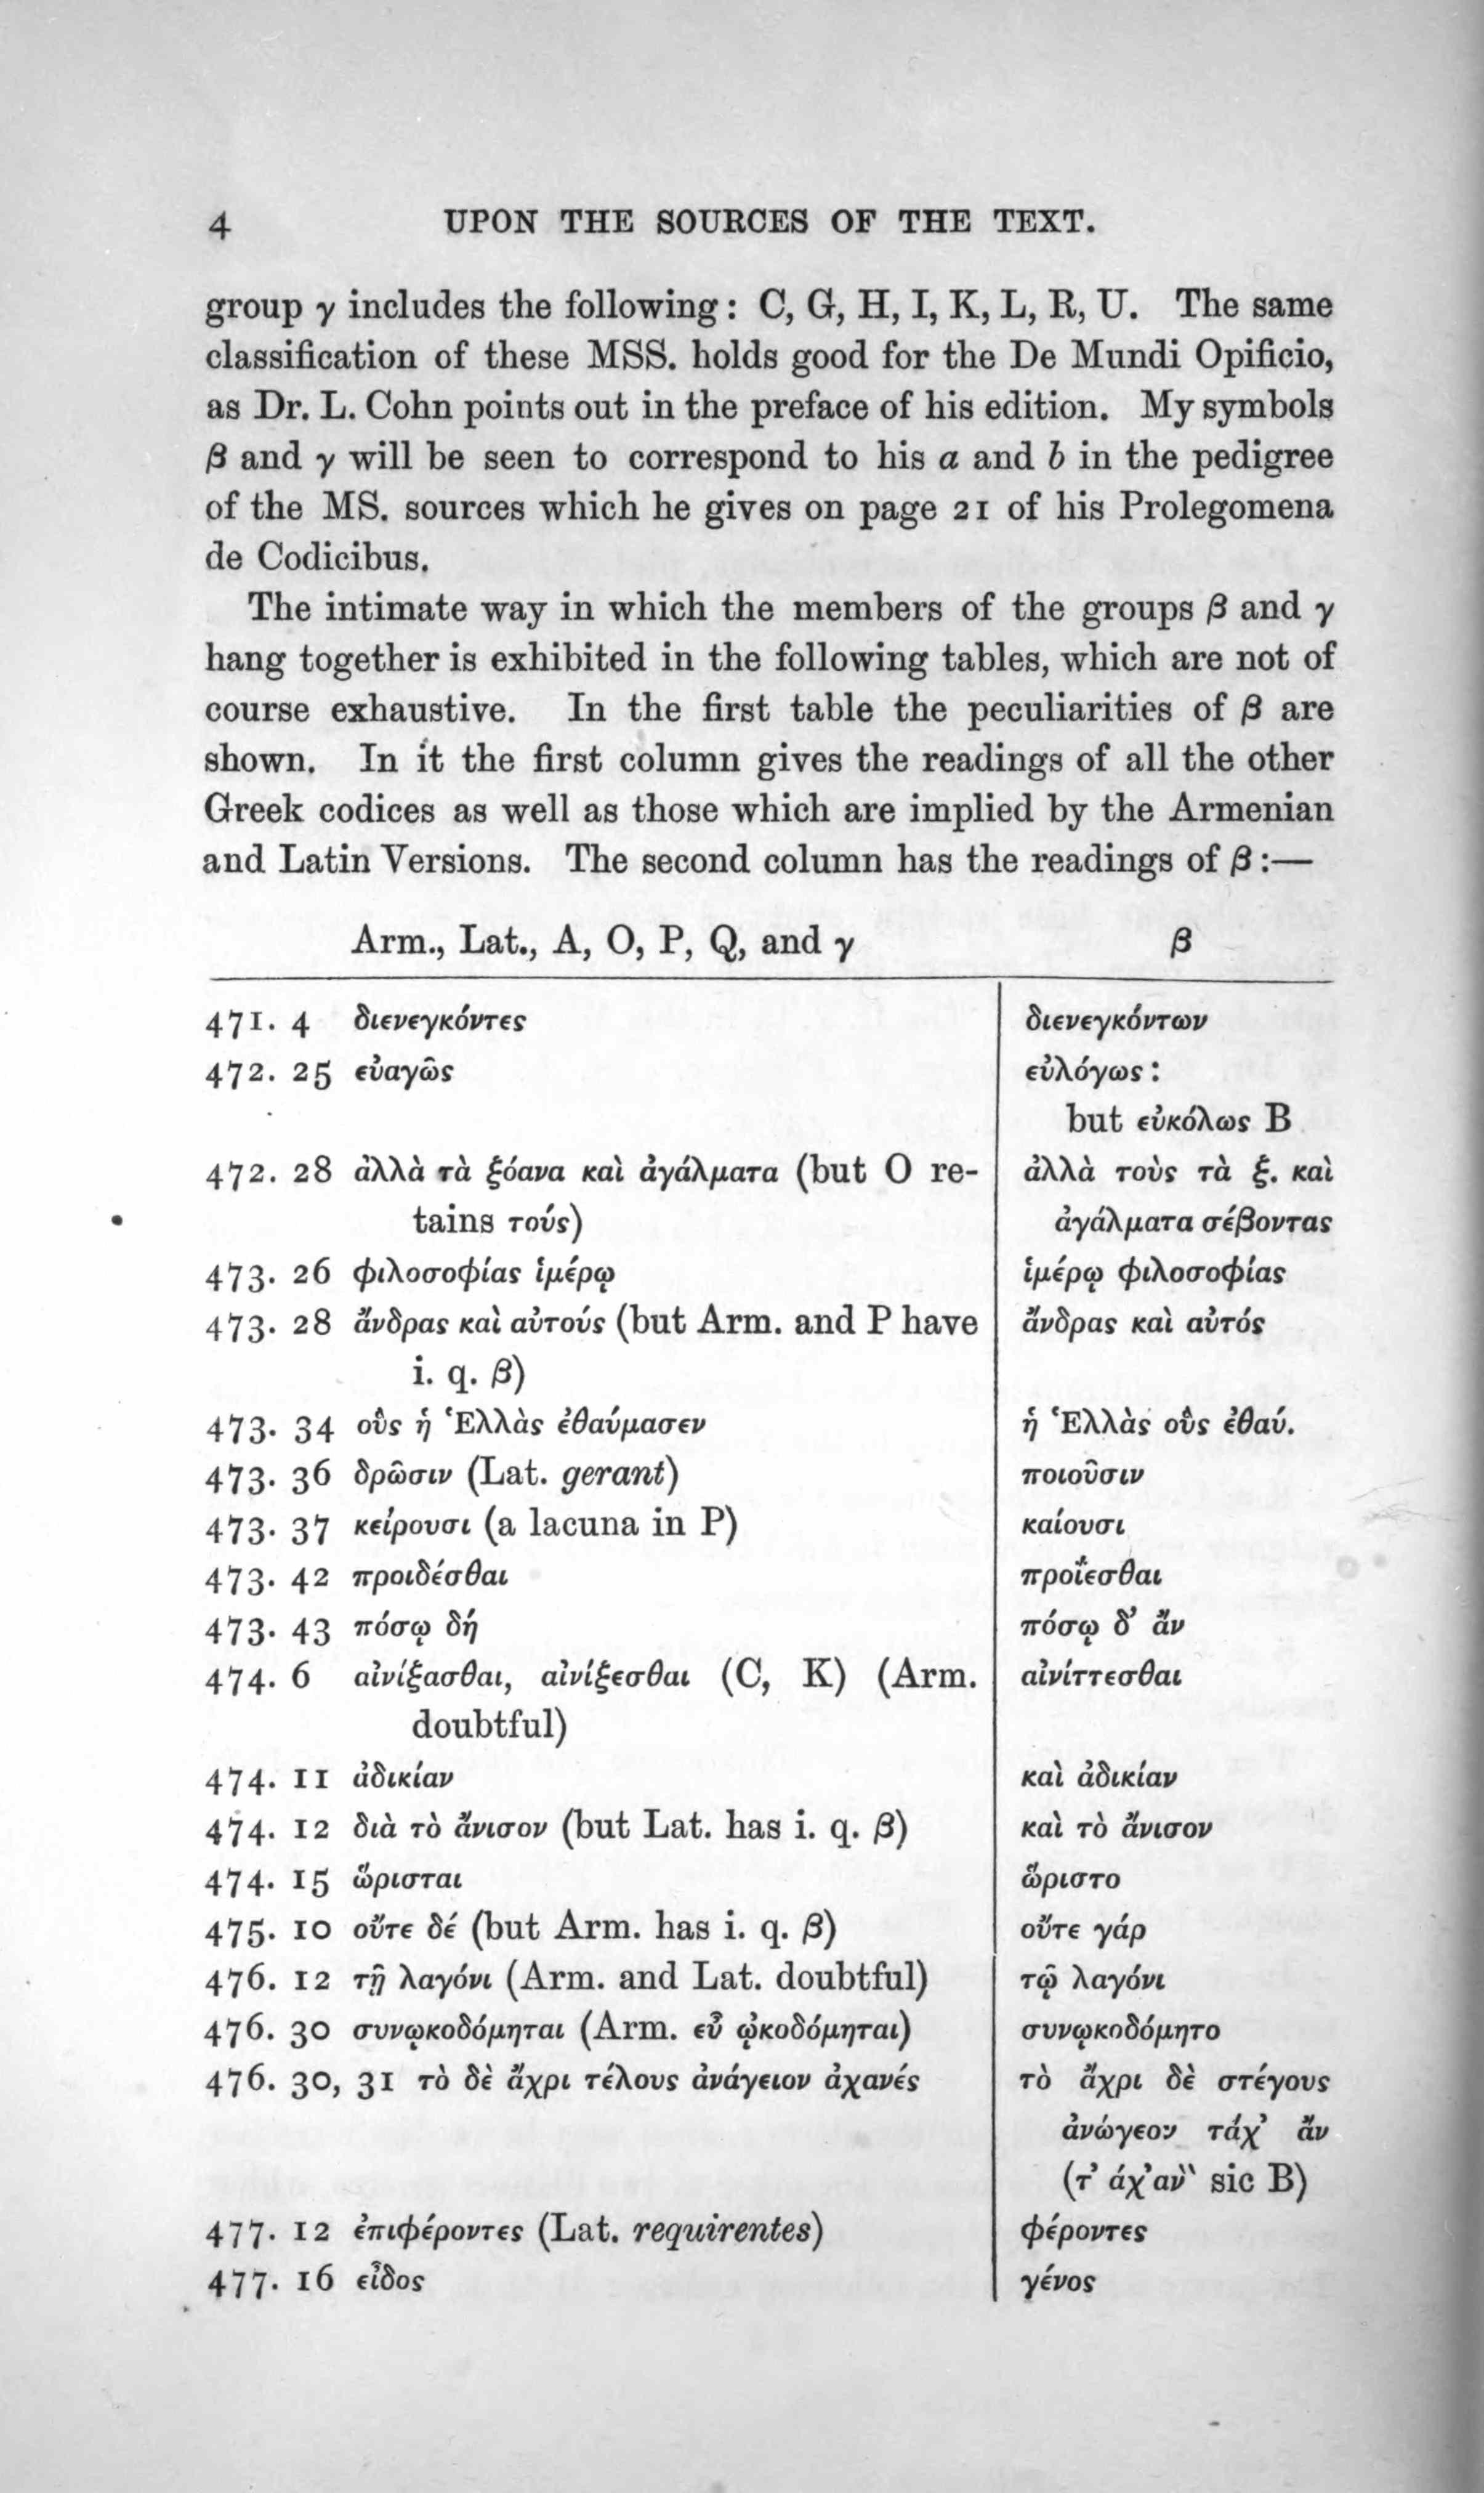 4 UPON THE SOURCES OF THE TEXT.
group γ includes the following: C, G, H, I, K, L, R, U. The same
classification of these MSS. holds good for the De Mundi Opificio,
as Dr. L. Cohn points out in the preface of his edition. My symbols
β and γ will be seen to correspond to his a and b in the pedigree
of the MS. sources which he gives on page 21 of his Prolegomena
de Codicibus.
The intimate way in which the members of the groups β and γ
hang together is exhibited in the following tables, which are not of
course exhaustive. In the first table the peculiarities of β are
shown. In it the first column gives the readings of all the other
Greek codices as well as those which are implied by the Armenian
and Latin Versions. The second column has the readings of β:—
Arm., Lat., A, O, P, Q, and γ β
471. 4 διενεγκόντες διενεγκόντων
472. 25 εὐαγῶς εὐλόγως:
but εὐκόλως B
472. 28 ἀλλὰ τὰ ξόανα καὶ ἀγάλματα (but O re- ἀλλὰ τοὺς τὰ ξ. καὶ
tains τούς) ἀγάλματα σέβοντας
473. 26 φιλοσοφίας ἱμέρῳ ἱμέρῳ φιλοσοφίας
473. 28 ἄνδρας καὶ αὐτούς (but Arm. and P have ἄνδρας καὶ αὐτός
i. q. β)
473. 34 οὓς ἡ Ἑλλὰς ἐθαύμασεν ἡ Ἑλλὰς οὓς ἐθαύ.
473. 36 δρῶσιν (Lat. gerant) ποιοῦσιν
473. 37 κείρουσι (a lacuna in P) καίουσι
473. 42 προιδέσθαι προΐεσθαι
473. 43 πόσῳ δή πόσῳ δ’ ἄν
474. 6 αἰνίξασθαι, αἰνίξεσθαι (C, K) (Arm. αἰνίττεσθαι
doubtful)
474. 11 ἀδικίαν καὶ ἀδικίαν
474. 12 διὰ τὸ ἄνισον (but Lat. has i. q. β) καὶ τὸ ἄνισον
474. 15 ὥρισται ὥριστο
475. 10 οὔτε δέ (but Arm. has i. q. β) οὔτε γάρ
476. 12 τῇ λαγόνι (Arm. and Lat. doubtful) τῷ λαγόνι
476. 30 συνῳκοδόμηται (Arm. εὖ ᾠκοδόμηται) συνῳκοδόμητο
476. 30, 31 τὸ δὲ ἄχρι τέλους ἀνάγειον ἀχανές τὸ ἄχρι δὲ στέγους
ἀνώγεον τάχ’ ἄν
(τ’ άχ’αν̀̀ sic B)
477. 12 ἐπιφέροντες (Lat. requirentes) φέροντες
477. 16 εἶδος γένος